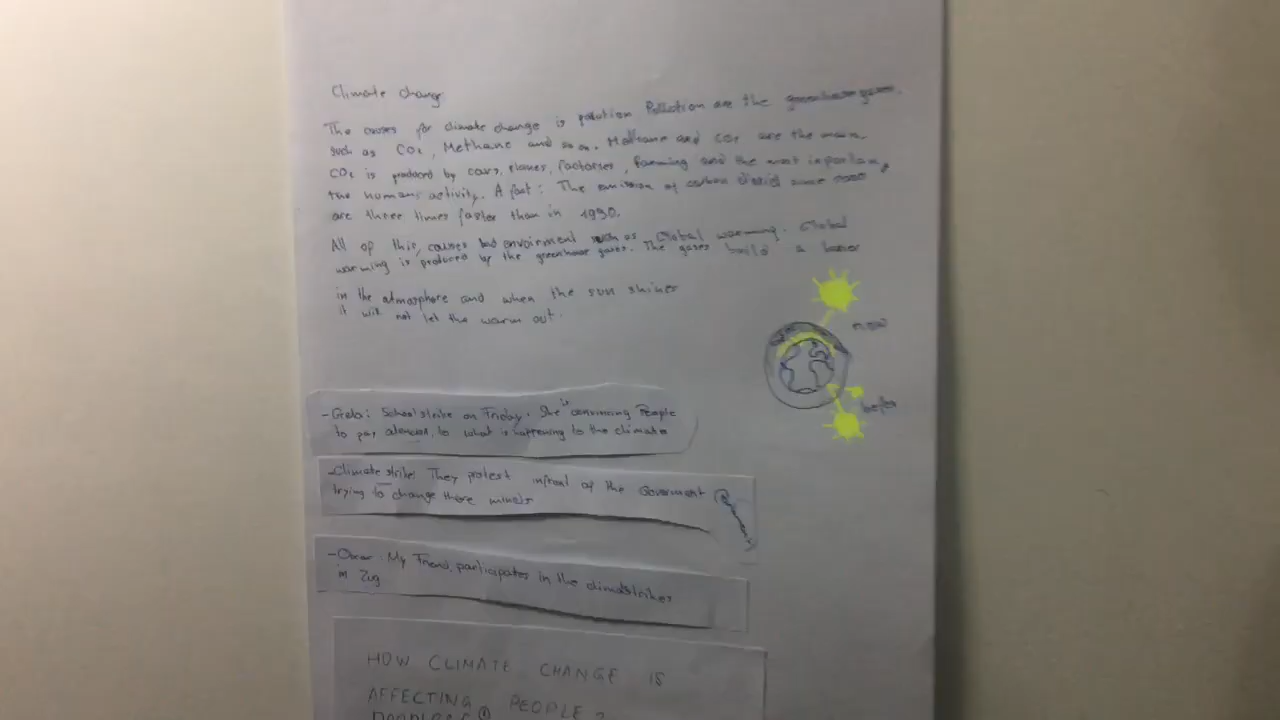 Climate change
The causes for climate change is pollution Pollution are the greenhouse gases.
such as CO₂, Methane and so on. Methane and CO₂ are the main
CO₂ is produced by cars, planes, factories, Farming and the most important,
the humans activity. A fact: The emission of carbon since
are three times faster than in 1990.
All of this, causes bad enviroment such as Global warming. Global
warming is produced by the greenhouse gases. The gases build a
in the atmosphere and when the sun shines
it will not let the warm out.
now
before
- Greta: School strike on Friday. She is convincing People
to pay to what is happening to the climate
- Climate strike: They protest infront of the Goverment
trying to change there minds
- Oscar: My Friend, participates in the climatstrikes
in Zug
HOW CLIMATE CHANGE IS
AFFECTING PEOPLE?